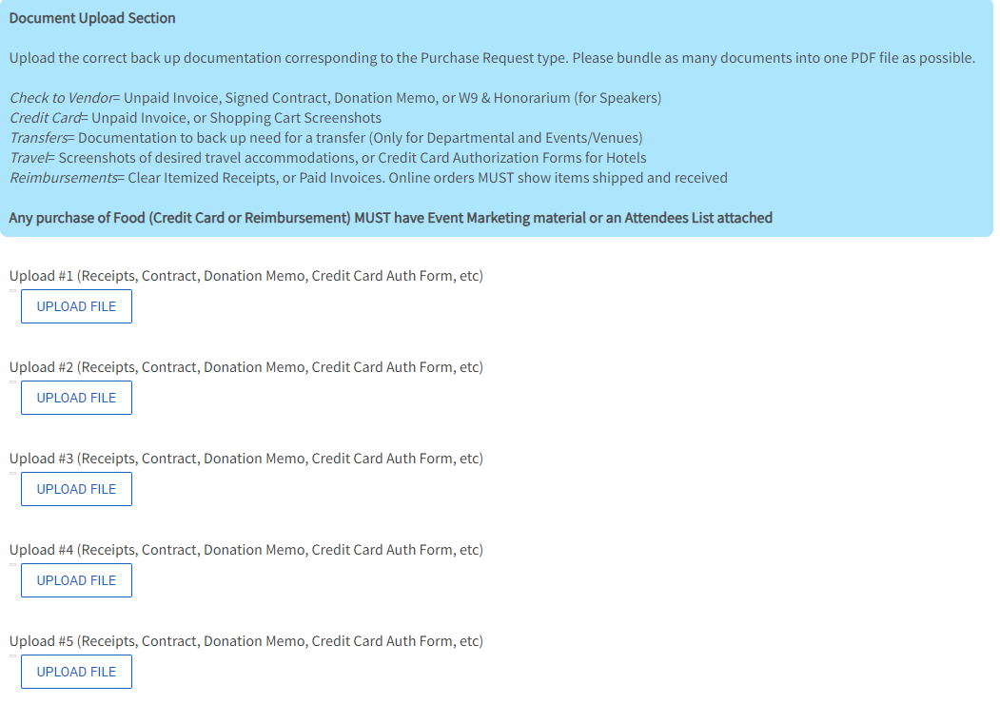 Document Upload Section
Upload the correct back up documentation corresponding to the Purchase Request type. Please bundle as many documents into one PDF file as possible.
Check to Vendor= Unpaid Invoice, Signed Contract, Donation Memo, or W9 & Honorarium (for Speakers)
Credit Card= Unpaid Invoice, or Shopping Cart Screenshots
Transfers= Documentation to back up need for a transfer (Only for Departmental and Events/Venues)
Travel= Screenshots of desired travel accommodations, or Credit Card Authorization Forms for Hotels
Reimbursements= Clear Itemized Receipts, or Paid Invoices. Online orders MUST show items shipped and received
Any purchase of Food (Credit Card or Reimbursement) MUST have Event Marketing material or an Attendees List attached
Upload #1 (Receipts, Contract, Donation Memo, Credit Card Auth Form, etc)
UPLOAD FILE
Upload #2 (Receipts, Contract, Donation Memo, Credit Card Auth Form, etc)
UPLOAD FILE
Upload #3 (Receipts, Contract, Donation Memo, Credit Card Auth Form, etc)
UPLOAD FILE
Upload #4 (Receipts, Contract, Donation Memo, Credit Card Auth Form, etc)
UPLOAD FILE
Upload #5 (Receipts, Contract, Donation Memo, Credit Card Auth Form, etc)
UPLOAD FILE